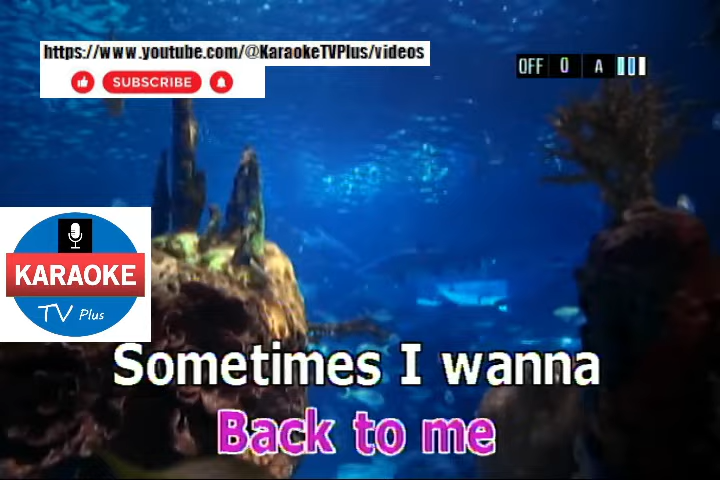 https://www.youtube.com/@KaraokeTVPlus/videos
SUBSCRIBE
OFF 0 A
KARAOKE
TV Plus
Sometimes I wanna
Back to me